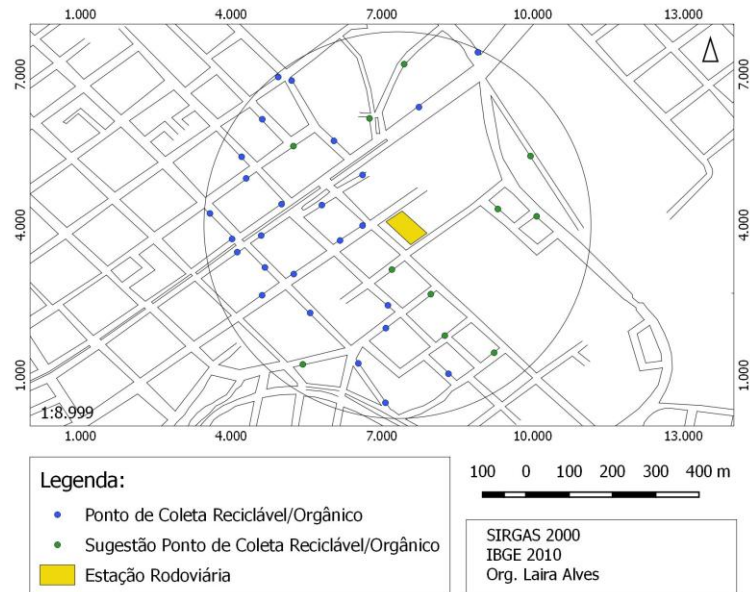 1.000 4.000 7.000 10.000 13.000
7.000 7.000
4.000 4.000
1.000 1.000
1:8.999
1.000 4.000 7.000 10.000 13.000
Legenda:
Ponto de Coleta Reciclável/Orgânico
Sugestão Ponto de Coleta Reciclável/Orgânico
Estação Rodoviária
100 0 100 200 300 400 m
SIRGAS 2000
IBGE 2010
Org. Laira Alves